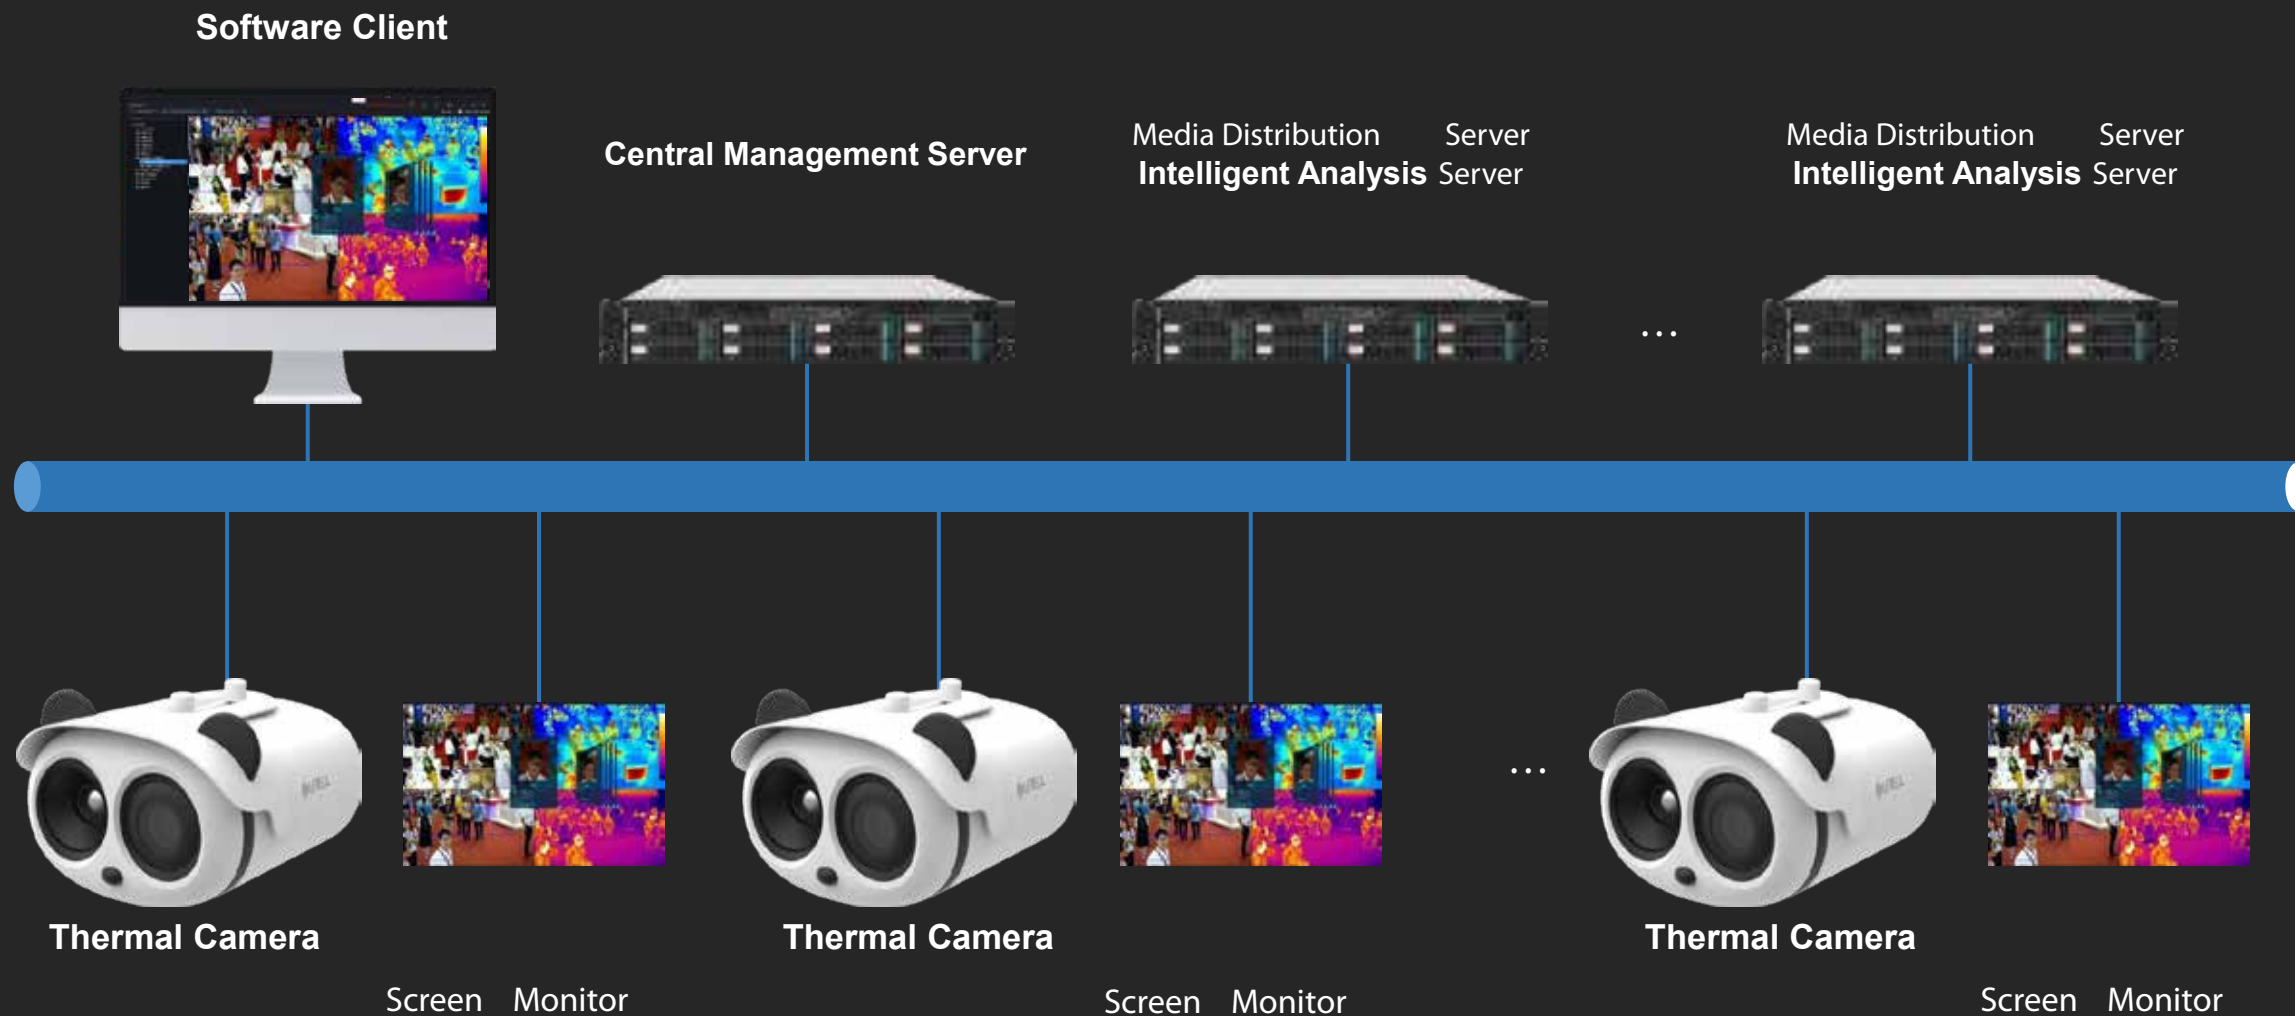 Software Client
Central Management Server
Media Distribution Server
Intelligent Analysis Server
Media Distribution Server
Intelligent Analysis Server
...
...
Thermal Camera
Thermal Camera
Thermal Camera
Screen Monitor
Screen Monitor
Screen Monitor